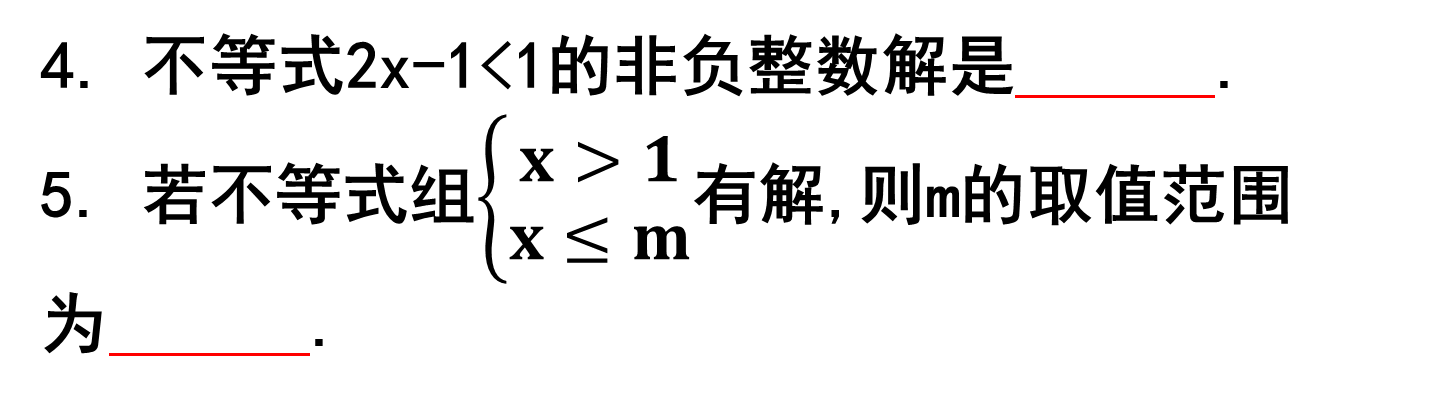 4. 不等式2x-1<1的非负整数解是______.
5. 若不等式组{x > 1
x ≤ m有解,则m的取值范围
为______.